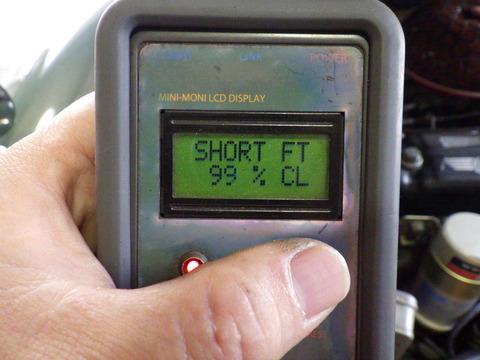 LINK POWER
MINI-MONI LCD DISPLAY
SHORT FT
99 % CL